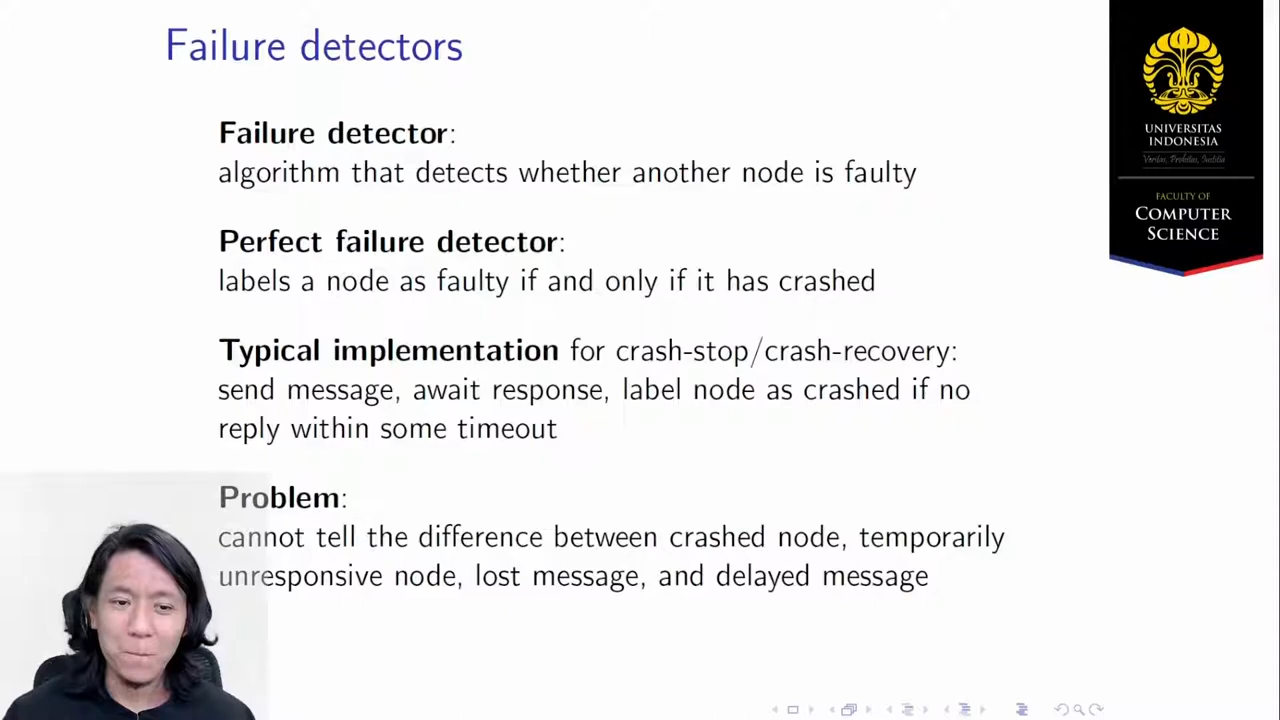 Failure detectors
Failure detector:
algorithm that detects whether another node is faulty
Perfect failure detector:
labels a node as faulty if and only if it has crashed
Typical implementation for crash-stop/crash-recovery:
send message, await response, label node as crashed if no
reply within some timeout
Problem:
cannot tell the difference between crashed node, temporarily
unresponsive node, lost message, and delayed message
UNIVERSITAS
INDONESIA
Veritas, Probitas, Iustitia
FACULTY OF
COMPUTER
SCIENCE